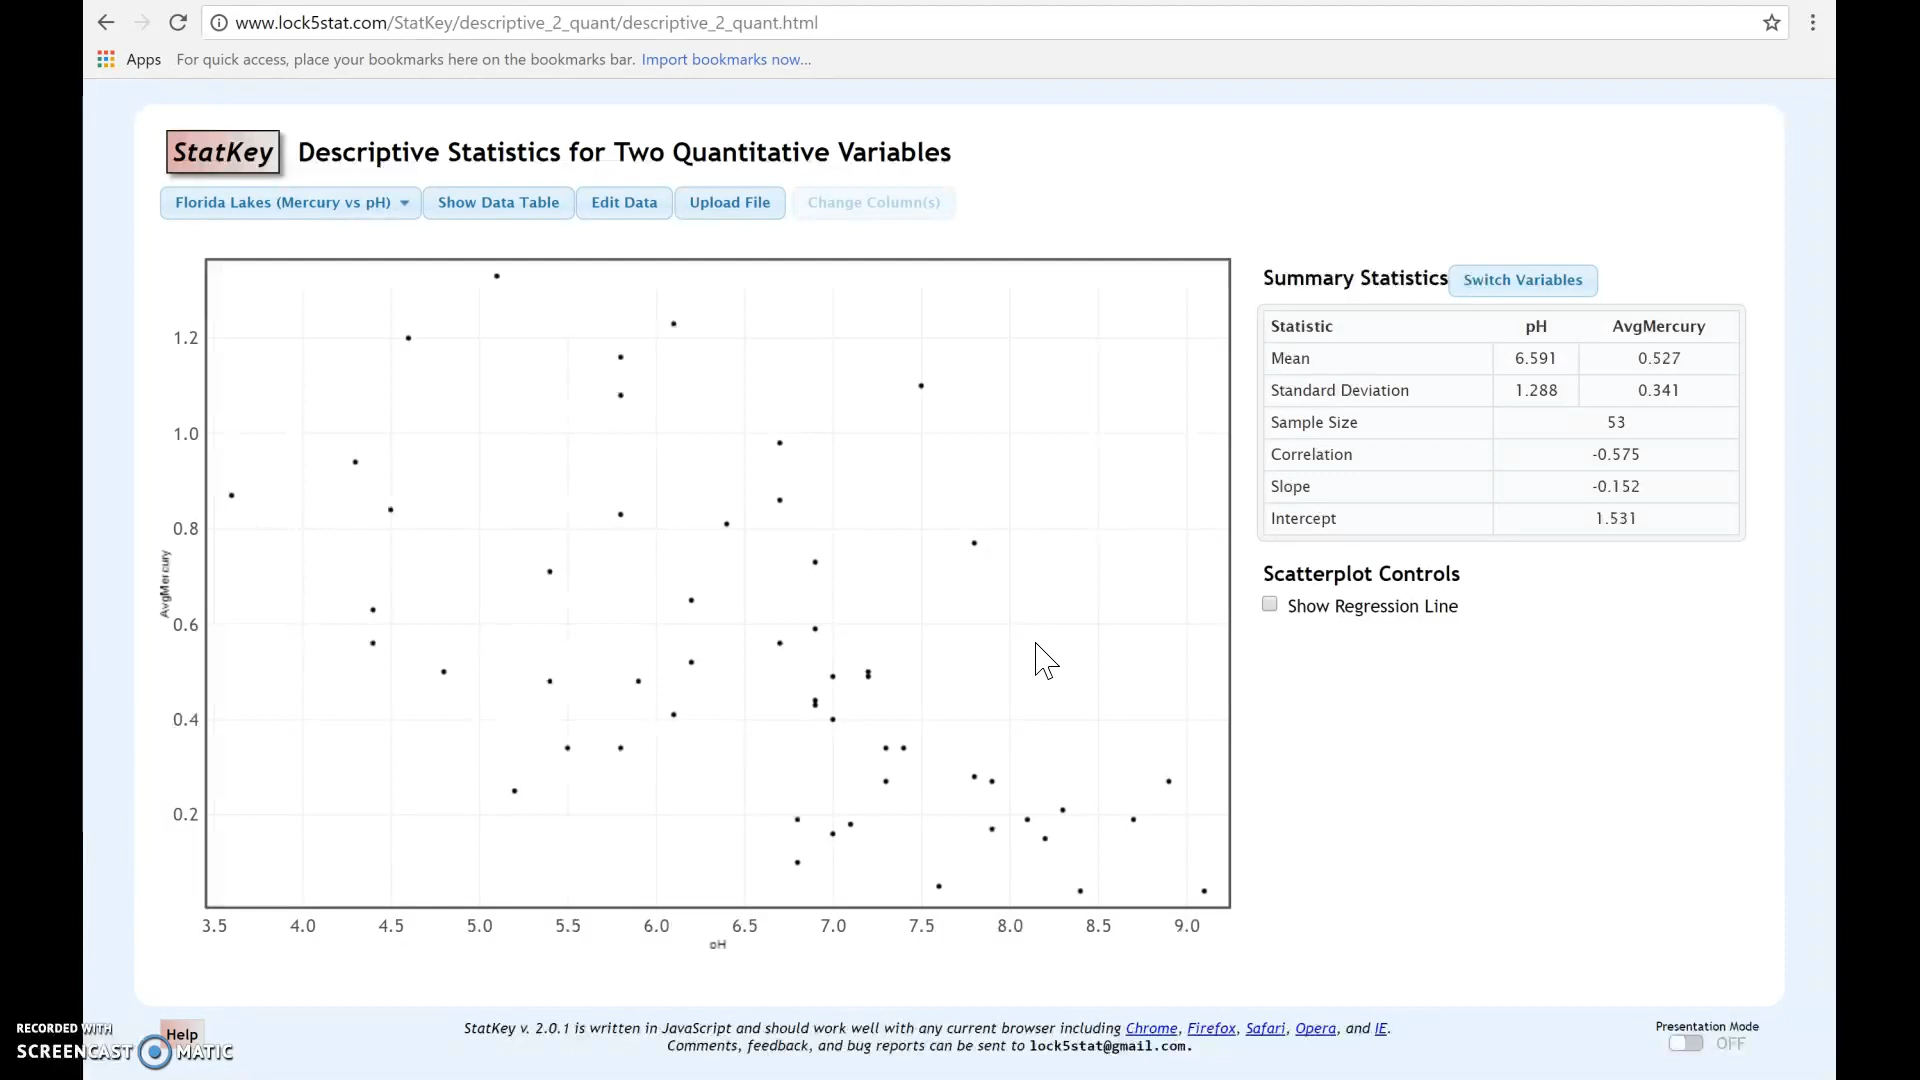 www.lock5stat.com/StatKey/descriptive_2_quant/descriptive_2_quant.html
Apps For quick access, place your bookmarks here on the bookmarks bar. Import bookmarks now...
StatKey Descriptive Statistics for Two Quantitative Variables
Florida Lakes (Mercury vs pH) Show Data Table Edit Data Upload File Change Column(s)
Summary Statistics Switch Variables
Statistic pH AvgMercury
Mean 6.591 0.527
Standard Deviation 1.288 0.341
Sample Size 53
Correlation -0.575
Slope -0.152
Intercept 1.531
Scatterplot Controls
Show Regression Line
AvgMercury
1.2
1.0
0.8
0.6
0.4
0.2
3.5 4.0 4.5 5.0 5.5 6.0 6.5 7.0 7.5 8.0 8.5 9.0
pH
Help
StatKey v. 2.0.1 is written in JavaScript and should work well with any current browser including Chrome, Firefox, Safari, Opera, and IE.
Comments, feedback, and bug reports can be sent to lock5stat@gmail.com.
Presentation Mode
OFF
RECORDED WITH
SCREENCAST MATIC